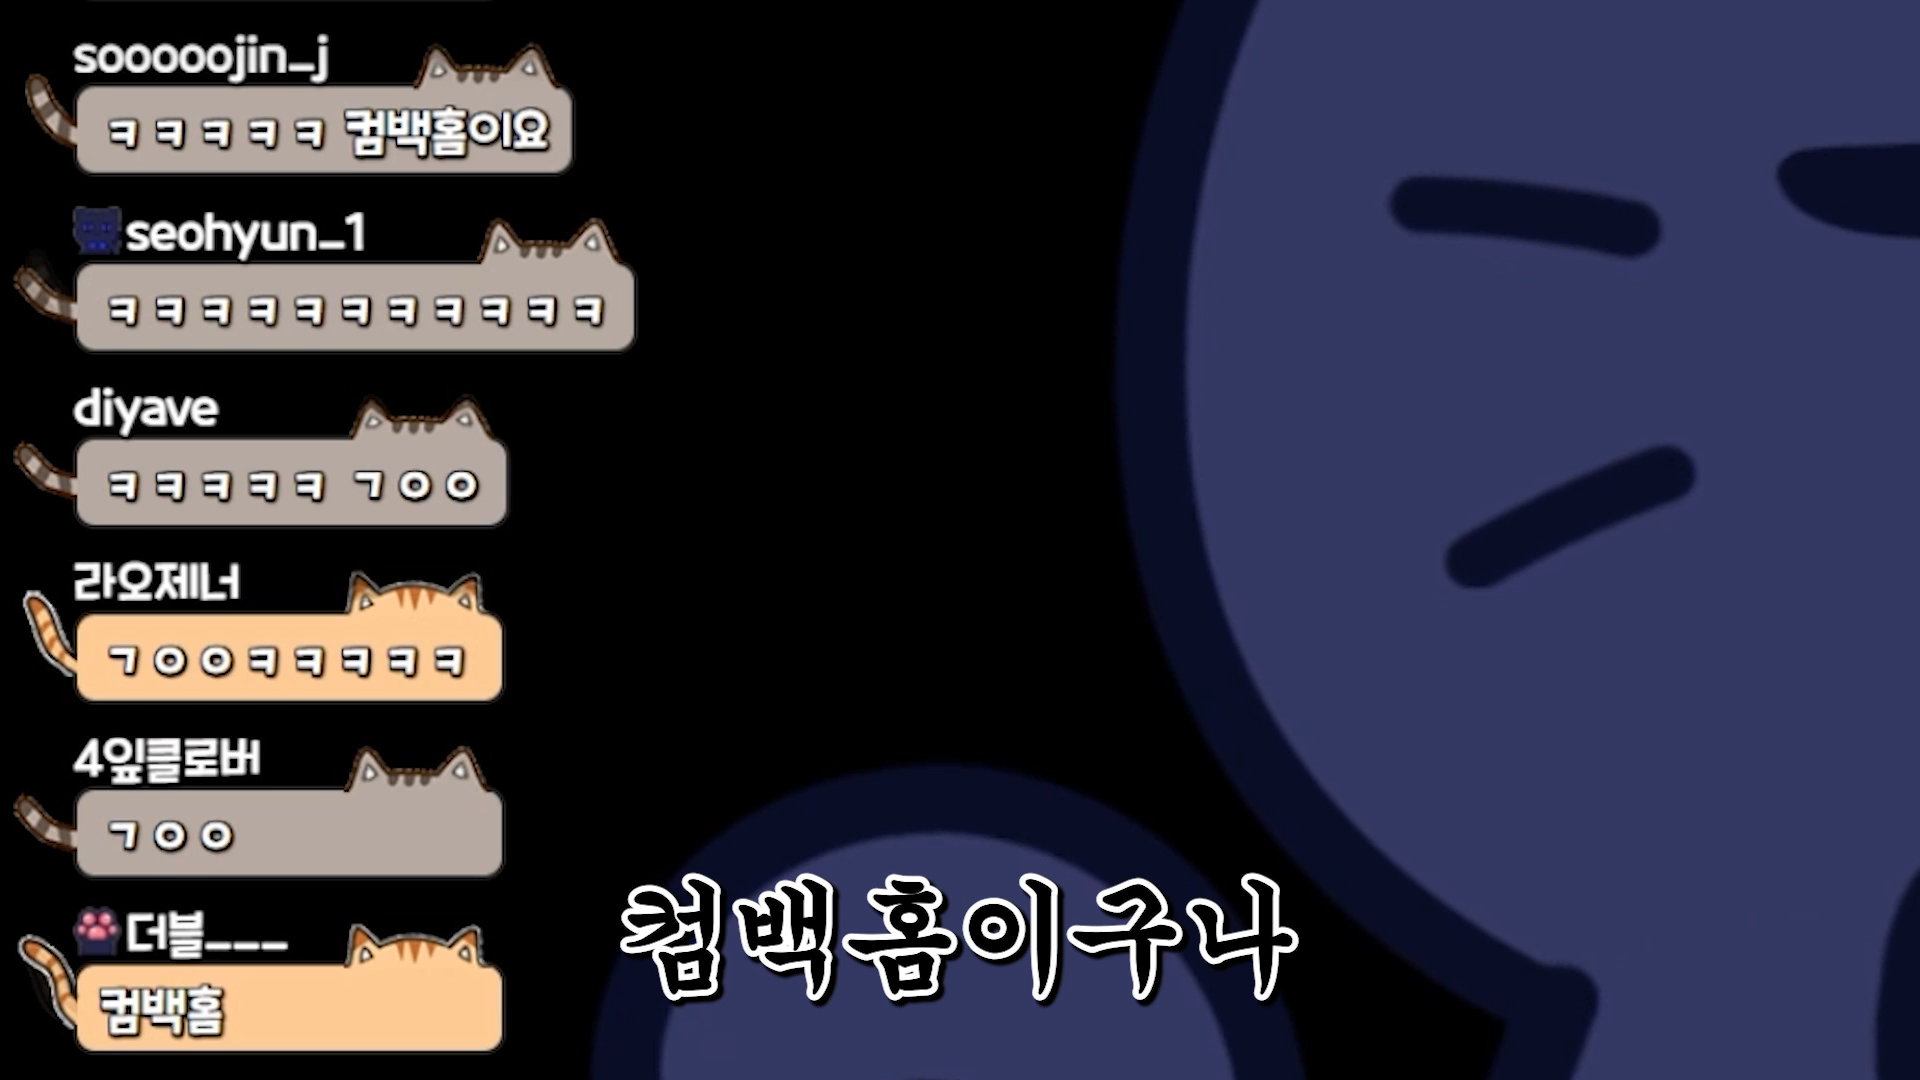 sooooojin_j
ㅋㅋㅋㅋㅋ 컴백홈이요
seohyun_1
ㅋㅋㅋㅋㅋㅋㅋㅋㅋㅋㅋ
diyave
ㅋㅋㅋㅋㅋ ㄱㅇㅇ
라오제너
ㄱㅇㅇㅋㅋㅋㅋㅋ
4잎클로버
ㄱㅇㅇ
더블___
컴백홈
컴백홈이구나